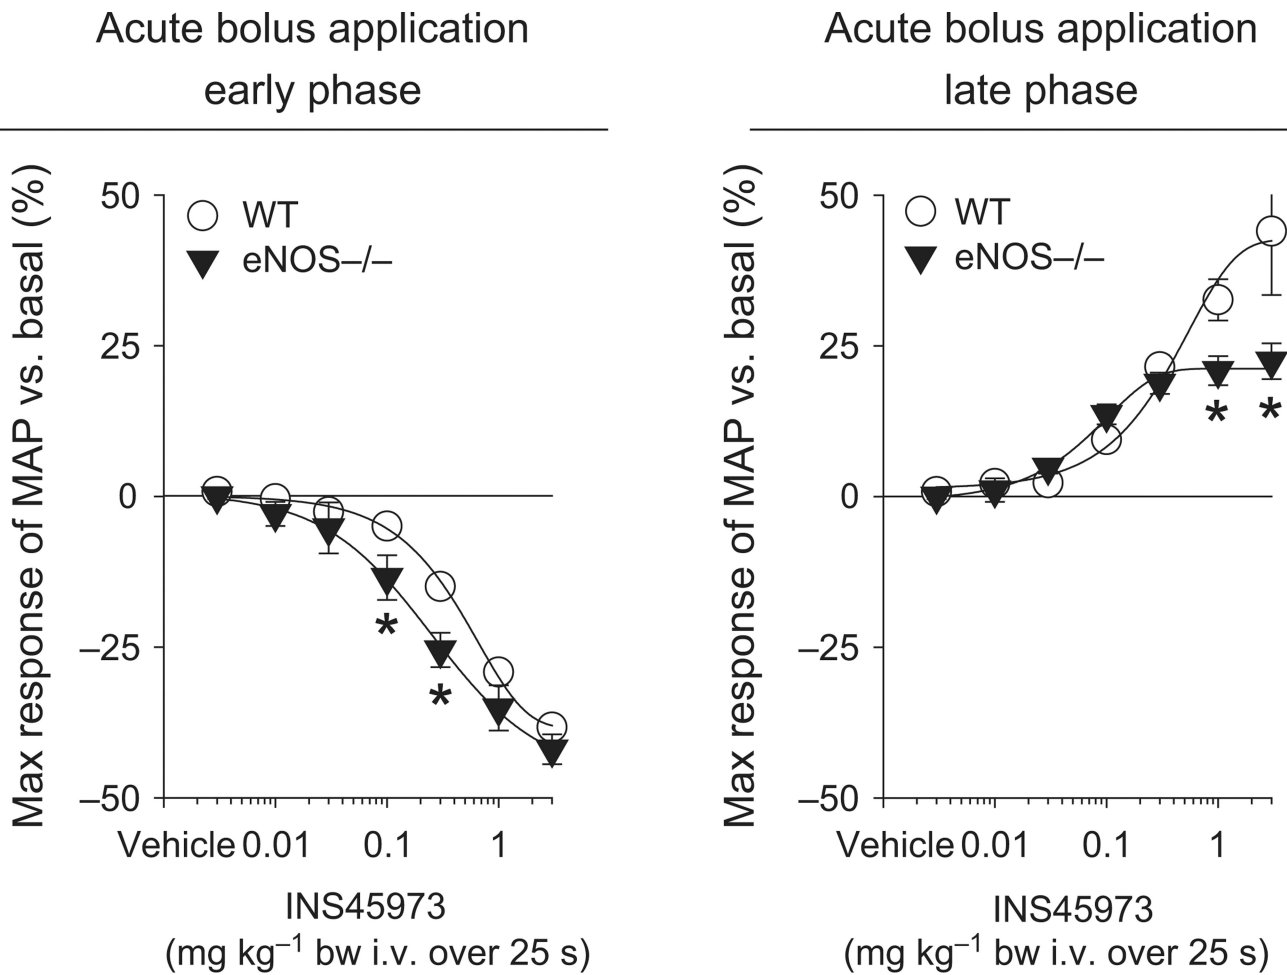 Acute bolus application
early phase
Max response of MAP vs. basal (%)
50
25
0
–25
–50
WT
eNOS–/–
*
*
Vehicle 0.01 0.1 1
INS45973
(mg kg⁻¹ bw i.v. over 25 s)
Acute bolus application
late phase
Max response of MAP vs. basal (%)
50
25
0
–25
–50
WT
eNOS–/–
* *
Vehicle 0.01 0.1 1
INS45973
(mg kg⁻¹ bw i.v. over 25 s)